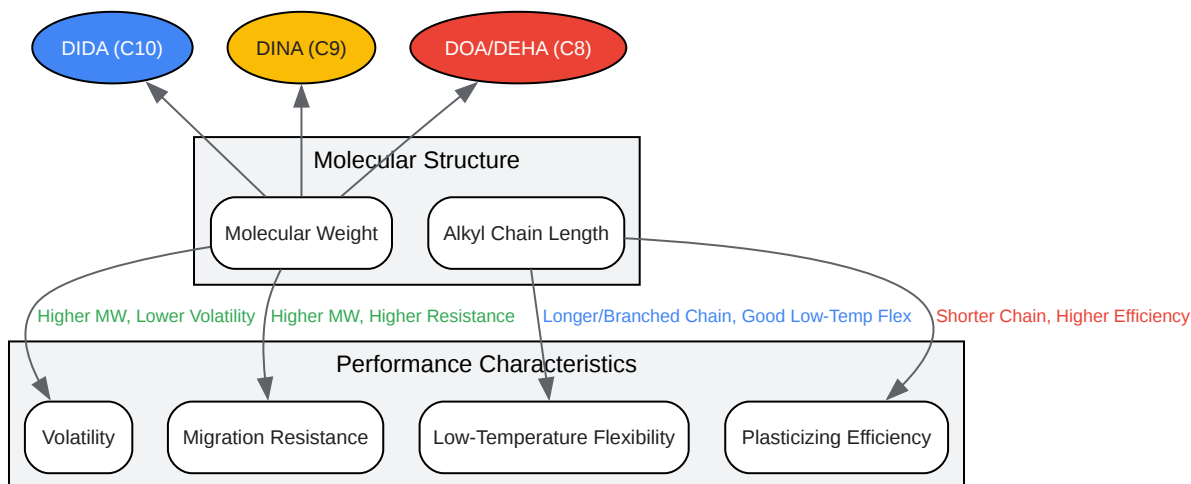 DIDA (C10)
DINA (C9)
DOA/DEHA (C8)
Molecular Structure
Molecular Weight
Alkyl Chain Length
Higher MW, Lower Volatility
Higher MW, Higher Resistance
Longer/Branched Chain, Good Low-Temp Flex
Shorter Chain, Higher Efficiency
Performance Characteristics
Volatility
Migration Resistance
Low-Temperature Flexibility
Plasticizing Efficiency